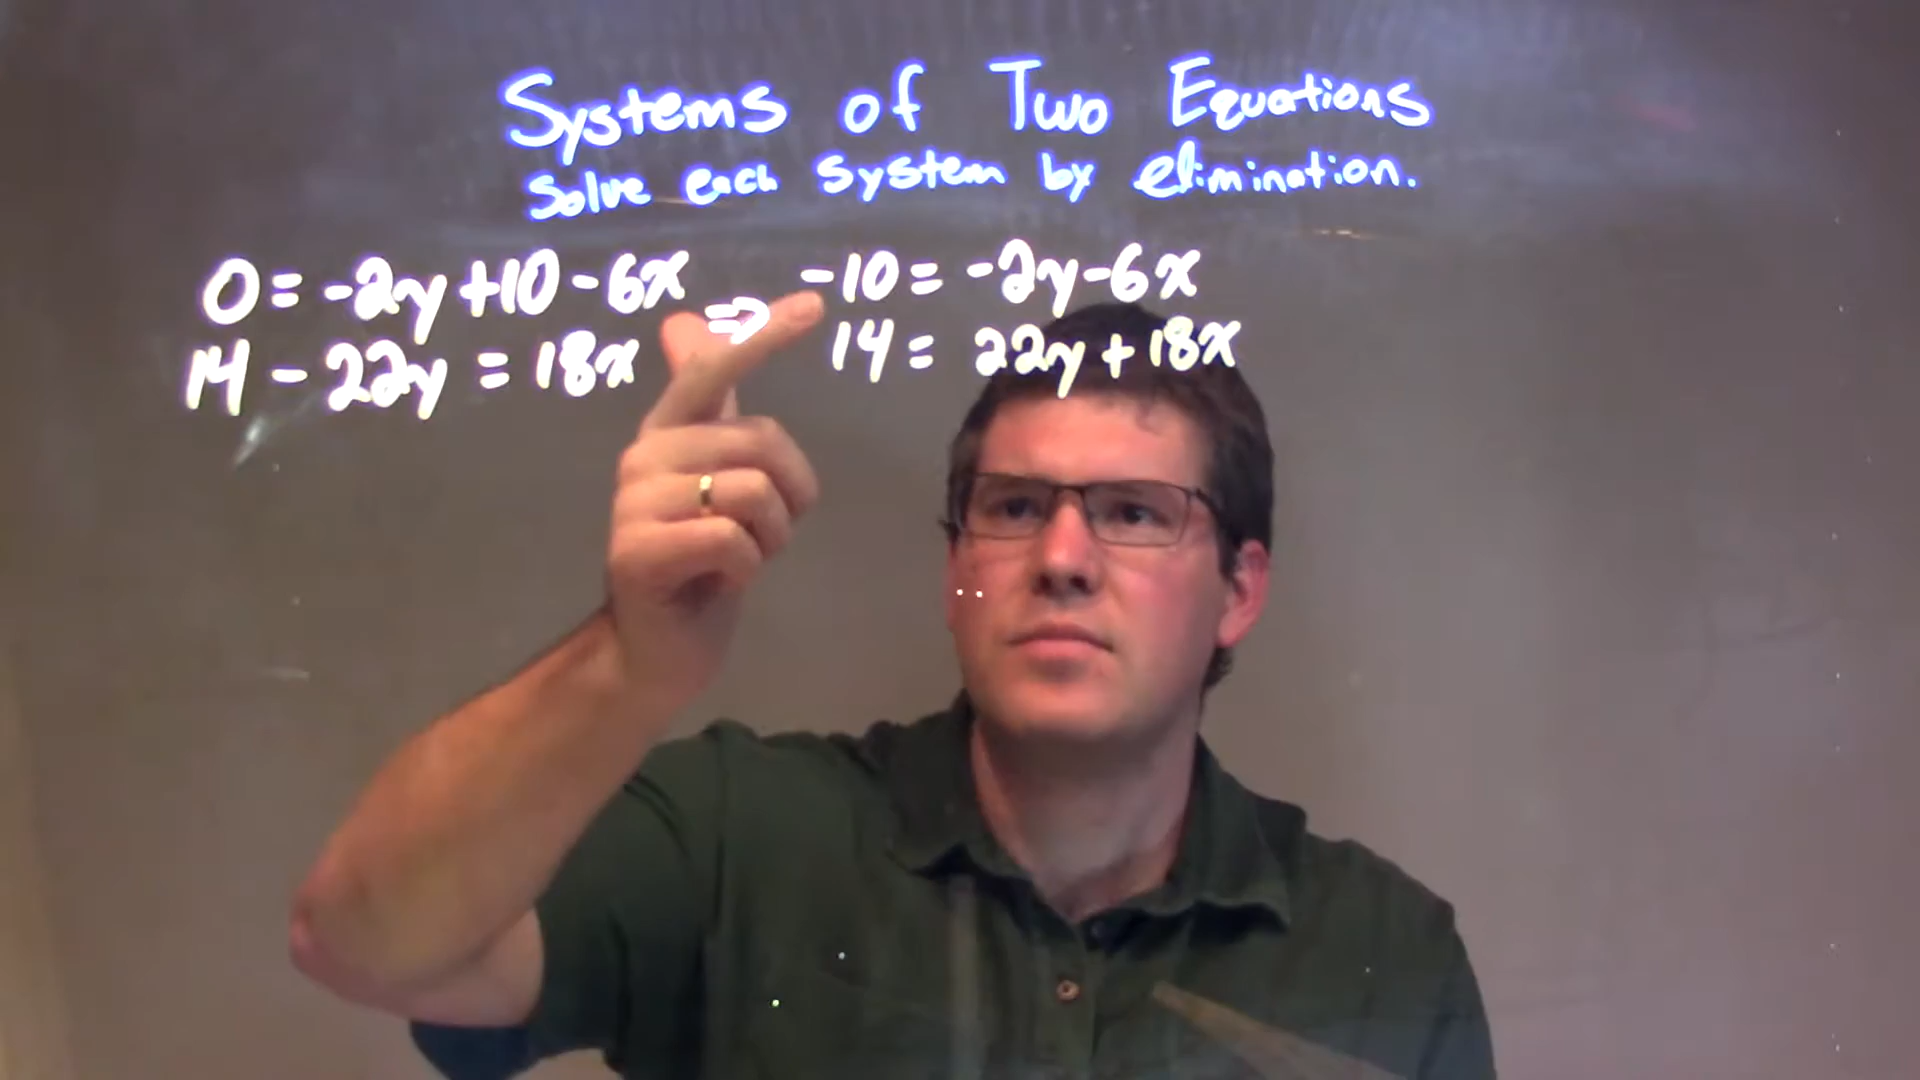 Systems of Two Equations
Solve each system by elimination.
0 = -2y + 10 - 6x ⇒ -10 = -2y - 6x
14 - 22y = 18x 14 = 22y + 18x